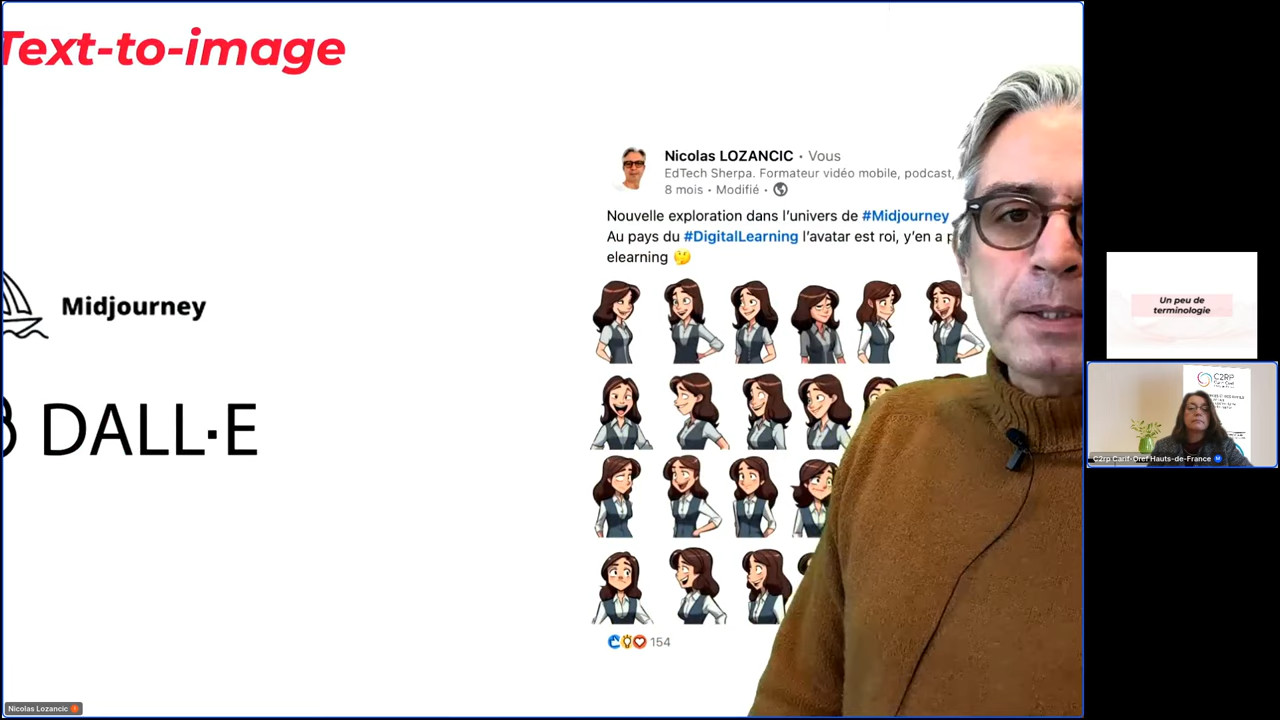 Text-to-image
Nicolas LOZANCIC • Vous
EdTech Sherpa. Formateur vidéo mobile, podcast,
8 mois • Modifié •
Nouvelle exploration dans l'univers de #Midjourney
Au pays du #DigitalLearning l'avatar est roi, y'en a
elearning 🤔
Midjourney
DALL·E
154
Nicolas Lozancic
Un peu de
terminologie
C2RP
C2rp Carif-Oref Hauts-de-France